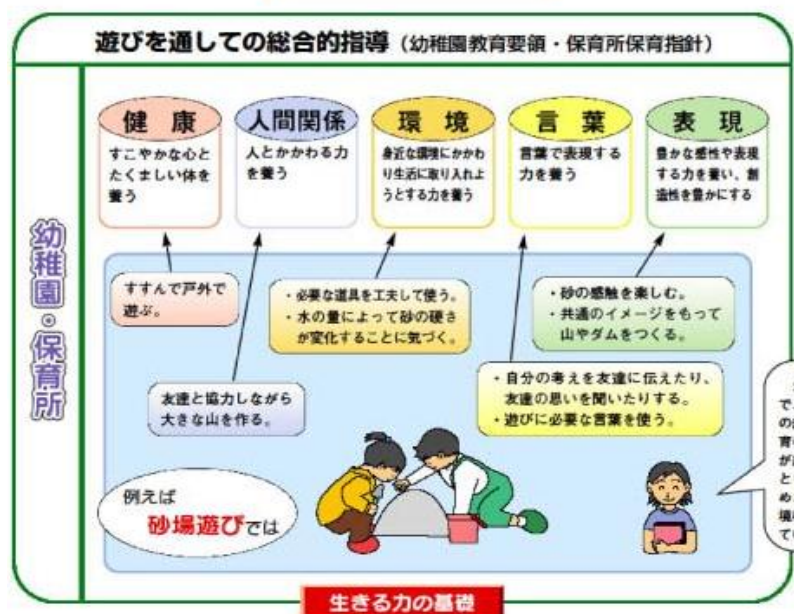 遊びを通しての総合的指導（幼稚園教育要領・保育所保育指針）
幼稚園・保育所
健康
すこやかな心と
たくましい体を
養う
人間関係
人とかかわる力
を養う
環境
身近な環境にかかわ
り生活に取り入れよ
うとする力を養う
言葉
言葉で表現する
力を養う
表現
豊かな感性や表現
する力を養い、創
造性を豊かにする
すすんで戸外で
遊ぶ。
・必要な道具を工夫して使う。
・水の量によって砂の硬さ
が変化することに気づく。
・砂の感触を楽しむ。
・共通のイメージをもって
山やダムをつくる。
友達と協力しながら
大きな山を作る。
・自分の考えを友達に伝えたり、
友達の思いを聞いたりする。
・遊びに必要な言葉を使う。
例えば
砂場遊びでは
で、
の
育
が
と
め
境
て
生きる力の基礎